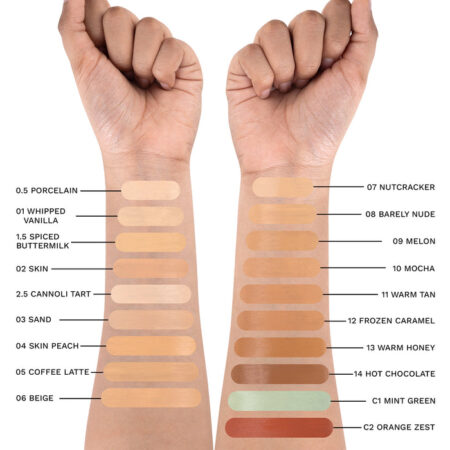 0.5 PORCELAIN
01 WHIPPED
VANILLA
1.5 SPICED
BUTTERMILK
02 SKIN
2.5 CANNOLI TART
03 SAND
04 SKIN PEACH
05 COFFEE LATTE
06 BEIGE
07 NUTCRACKER
08 BARELY NUDE
09 MELON
10 MOCHA
11 WARM TAN
12 FROZEN CARAMEL
13 WARM HONEY
14 HOT CHOCOLATE
C1 MINT GREEN
C2 ORANGE ZEST